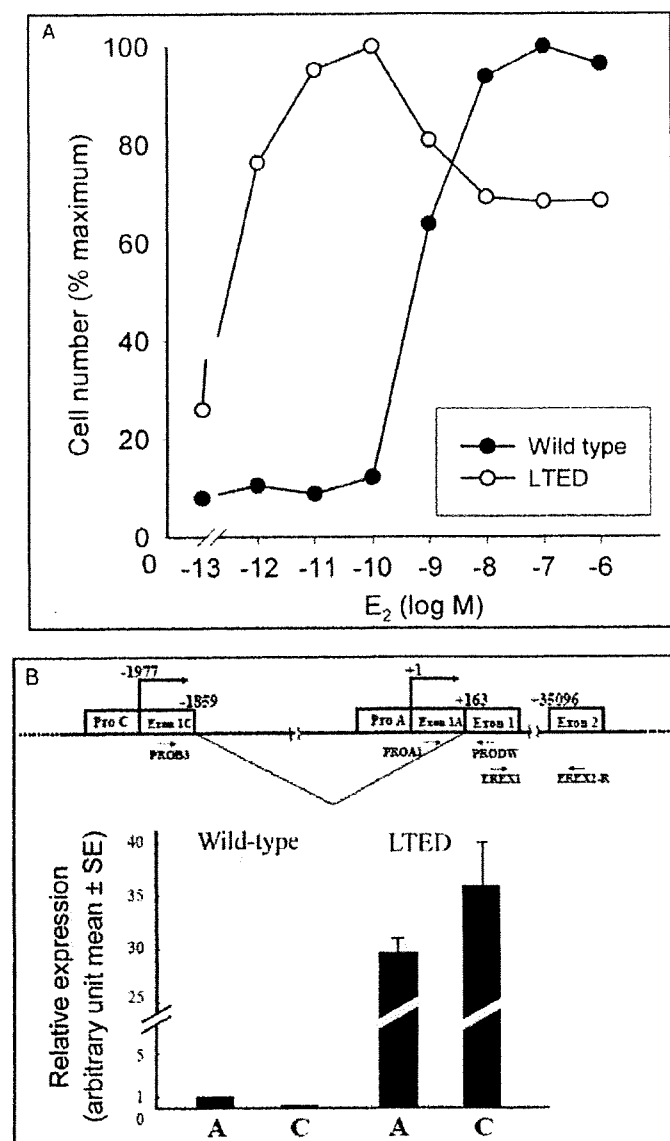 A
100
80
60
40
20
0
Cell number (% maximum)
Wild type
LTED
0 -13 -12 -11 -10 -9 -8 -7 -6
E2 (log M)
B
-1977
-1859
+1
+163
+35096
Pro C Exon 1C Pro A Exon 1A Exon 1 Exon 2
PROB3 PROA1 PRODW
EREX1 EREX2-R
Wild-type LTED
40
35
30
25
5
1
0
Relative expression
(arbitrary unit mean ± SE)
A C A C